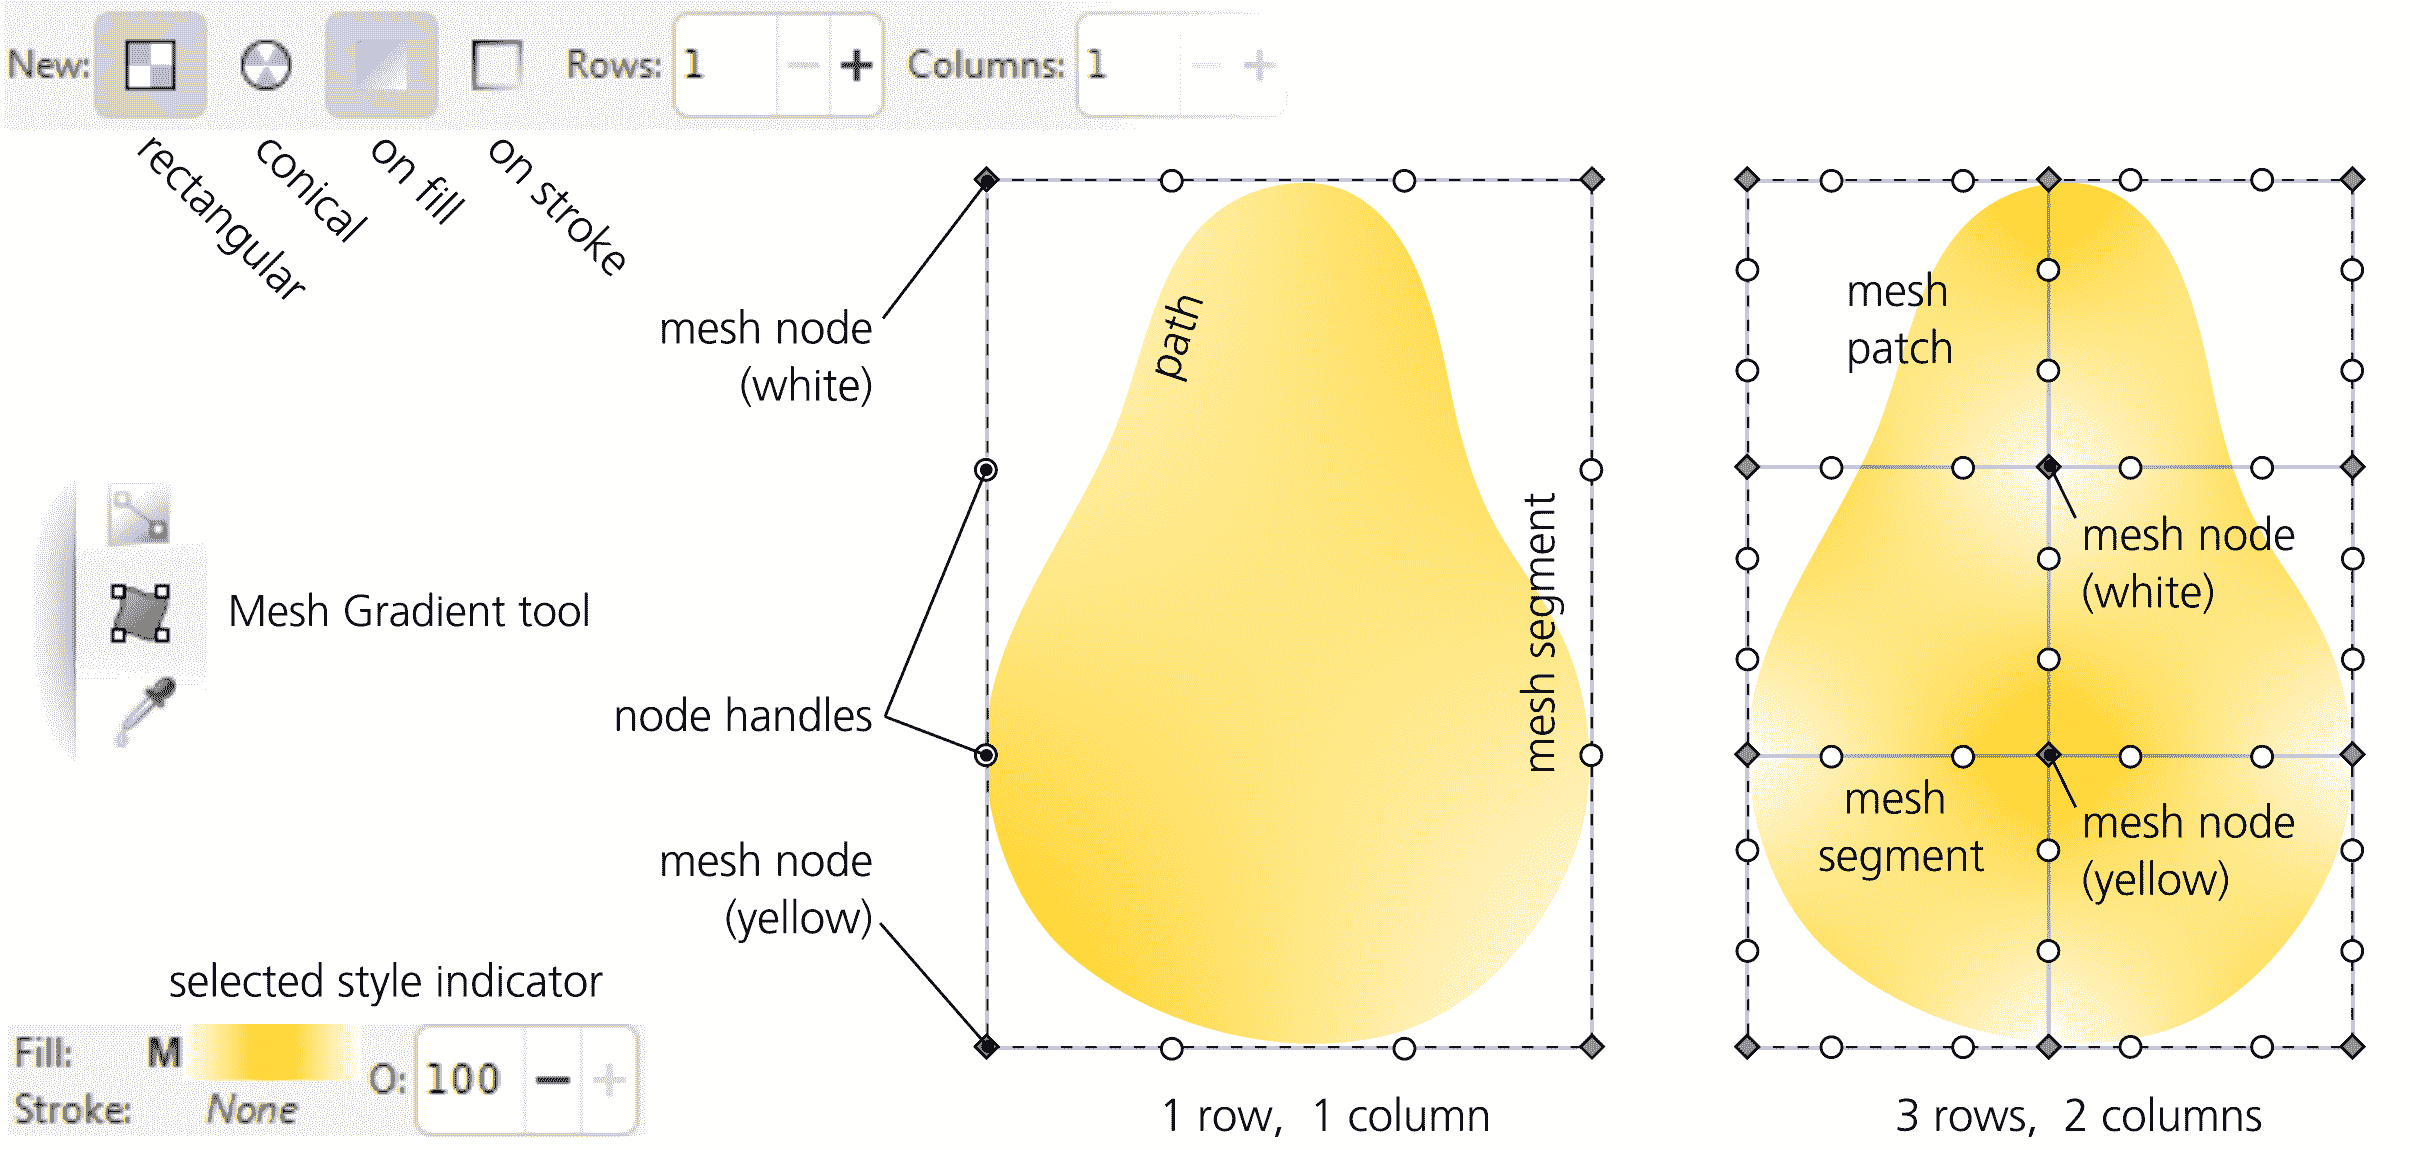 New: Rows: 1 − + Columns: 1 − +
rectangular
conical
on fill
on stroke
mesh node
(white)
path
mesh
patch
mesh segment
mesh node
(white)
Mesh Gradient tool
node handles
mesh
segment
mesh node
(yellow)
mesh node
(yellow)
selected style indicator
Fill: M
Stroke: None
O: 100 − +
1 row, 1 column
3 rows, 2 columns